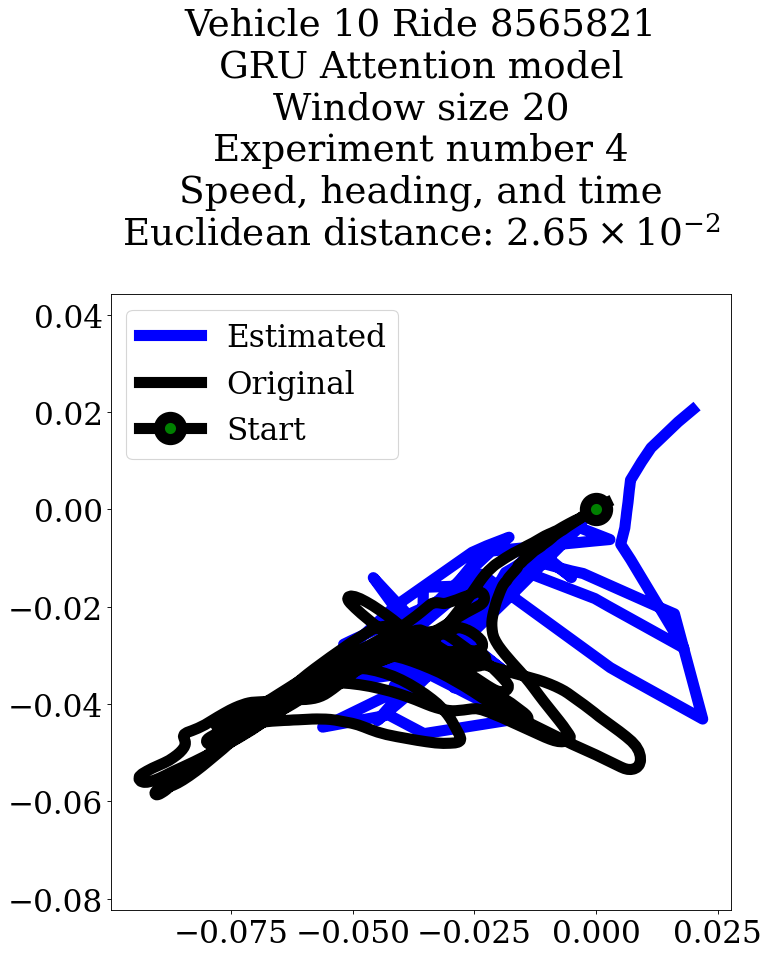 Vehicle 10 Ride 8565821
GRU Attention model
Window size 20
Experiment number 4
Speed, heading, and time
Euclidean distance: 2.65 × 10⁻²
0.04
0.02
0.00
−0.02
−0.04
−0.06
−0.08
Estimated
Original
Start
−0.075 −0.050 −0.025 0.000 0.025